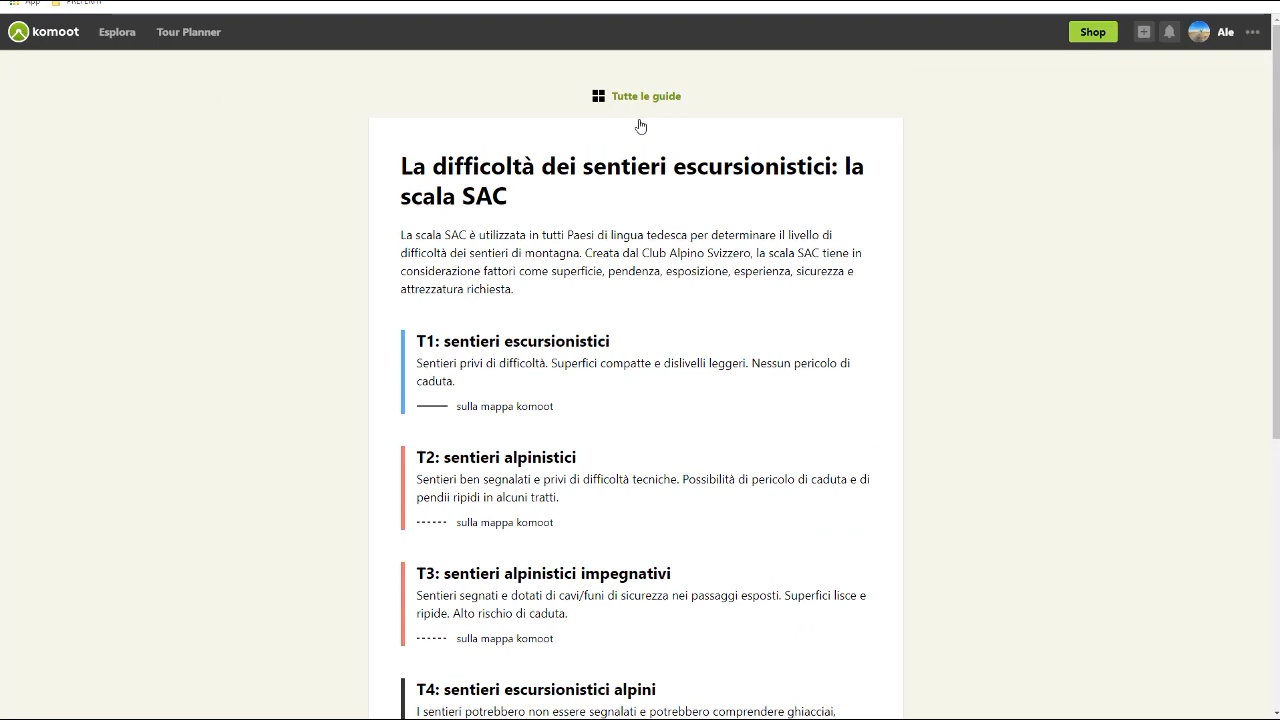 App
PREFERITI
komoot
Esplora
Tour Planner
Shop
Ale
Tutte le guide
La difficoltà dei sentieri escursionistici: la
scala SAC
La scala SAC è utilizzata in tutti Paesi di lingua tedesca per determinare il livello di
difficoltà dei sentieri di montagna. Creata dal Club Alpino Svizzero, la scala SAC tiene in
considerazione fattori come superficie, pendenza, esposizione, esperienza, sicurezza e
attrezzatura richiesta.
T1: sentieri escursionistici
Sentieri privi di difficoltà. Superfici compatte e dislivelli leggeri. Nessun pericolo di
caduta.
sulla mappa komoot
T2: sentieri alpinistici
Sentieri ben segnalati e privi di difficoltà tecniche. Possibilità di pericolo di caduta e di
pendii ripidi in alcuni tratti.
sulla mappa komoot
T3: sentieri alpinistici impegnativi
Sentieri segnati e dotati di cavi/funi di sicurezza nei passaggi esposti. Superfici lisce e
ripide. Alto rischio di caduta.
sulla mappa komoot
T4: sentieri escursionistici alpini
I sentieri potrebbero non essere segnalati e potrebbero comprendere ghiacciai,